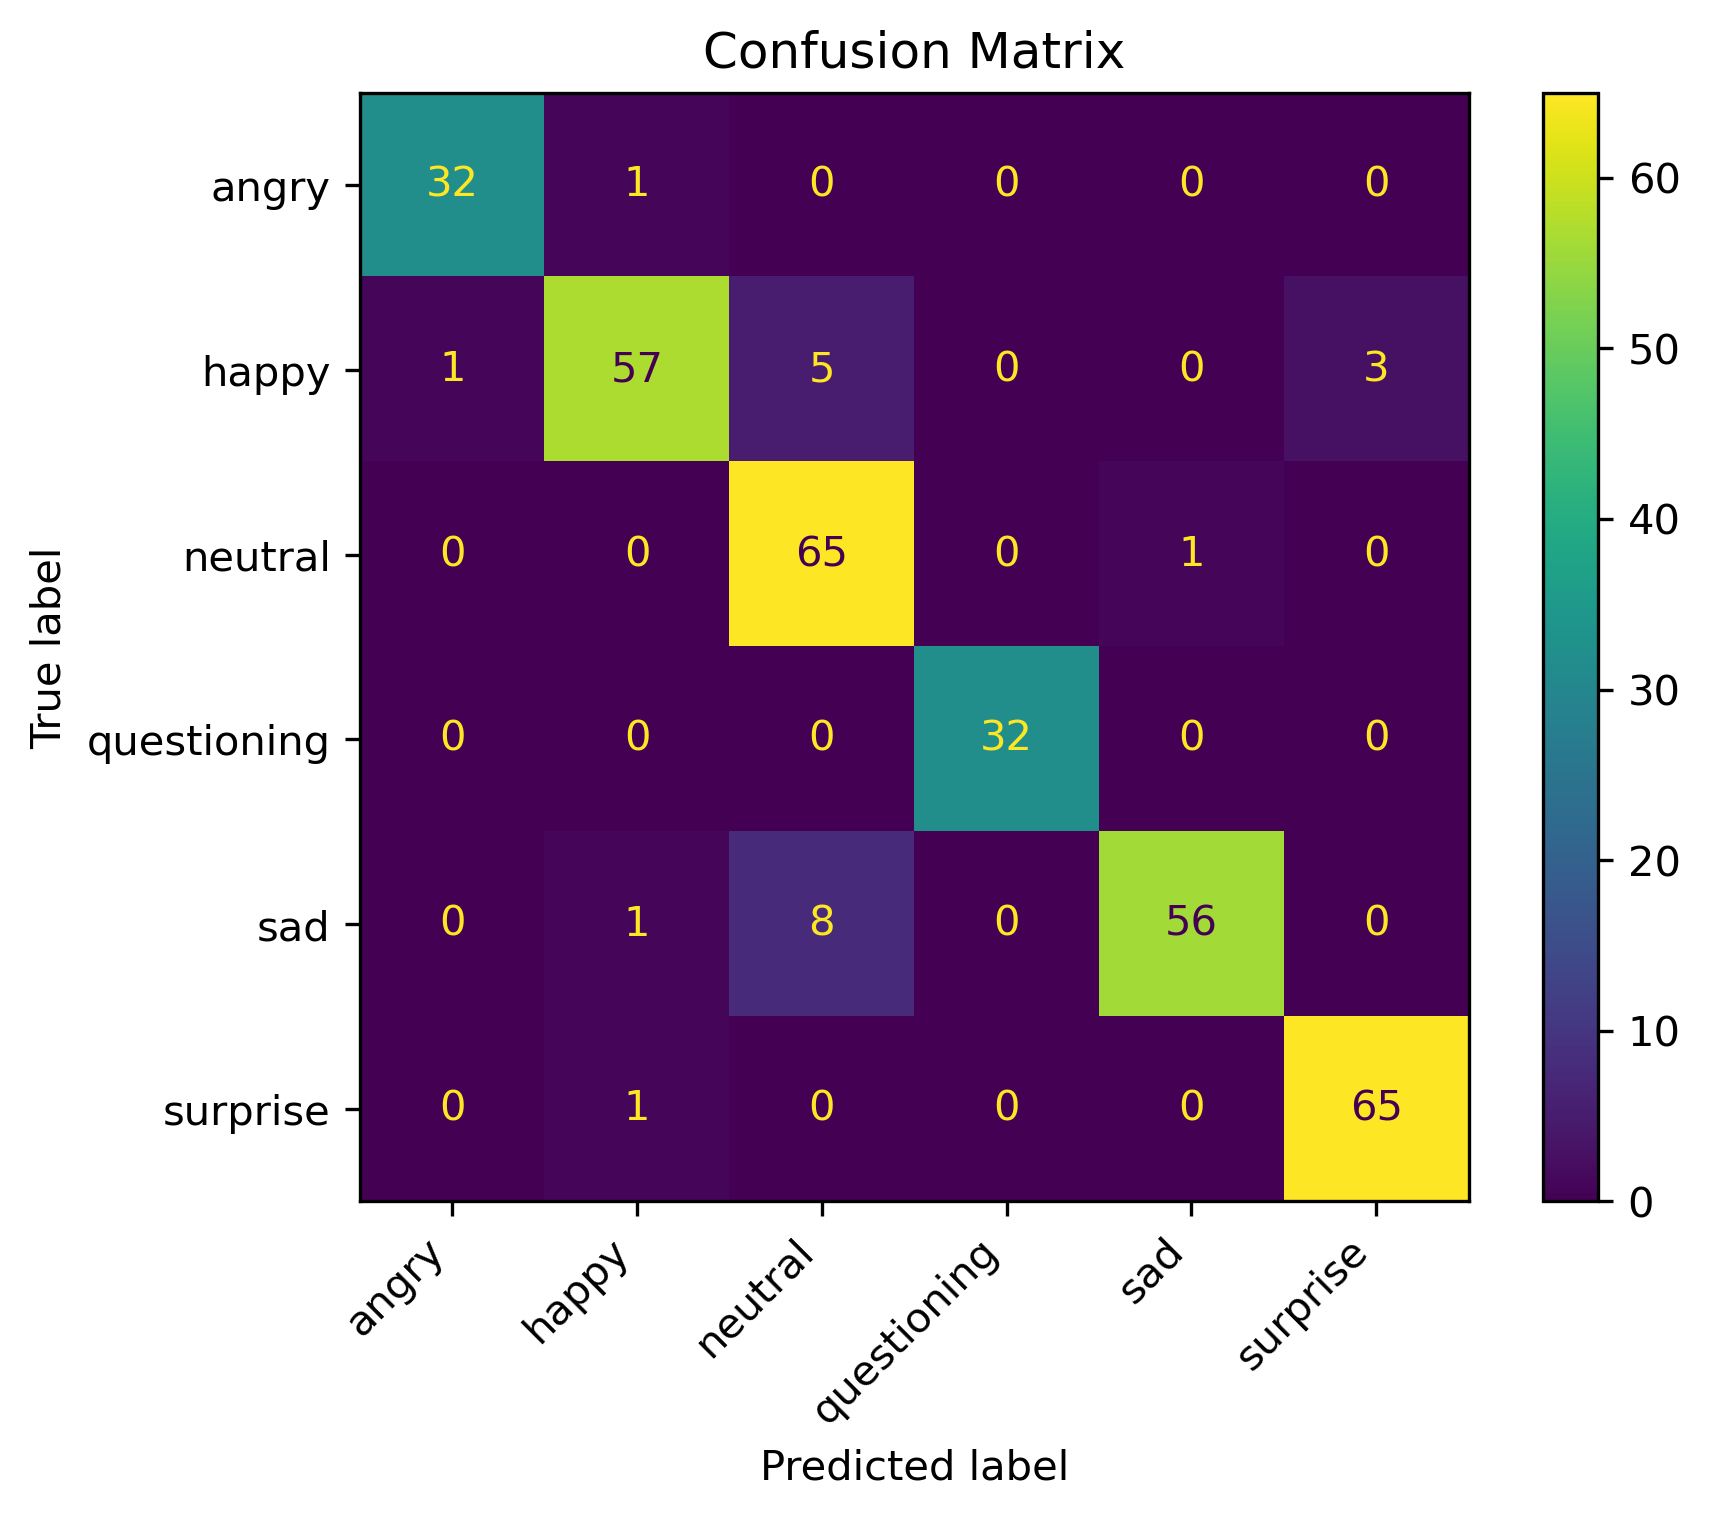 Confusion Matrix
angry 32 1 0 0 0 0
happy 1 57 5 0 0 3
neutral 0 0 65 0 1 0
questioning 0 0 0 32 0 0
sad 0 1 8 0 56 0
surprise 0 1 0 0 0 65
True label
angry happy neutral questioning sad surprise
Predicted label
60
50
40
30
20
10
0